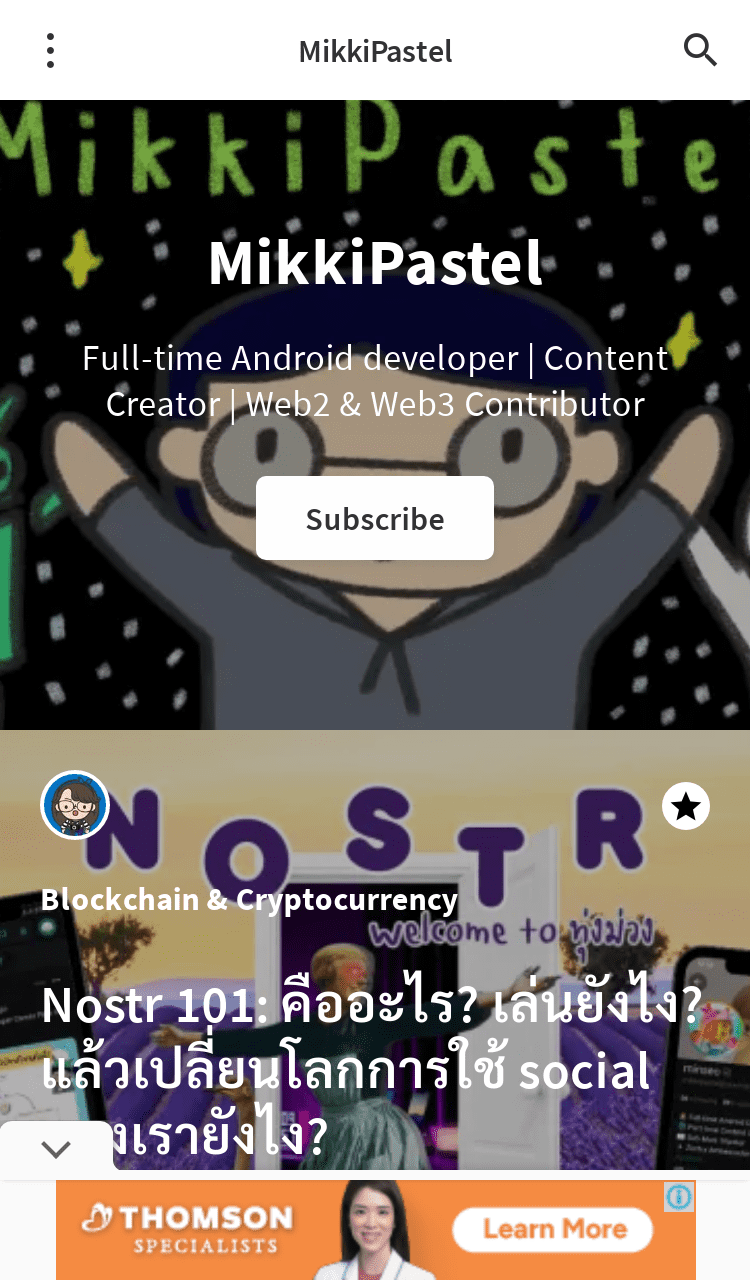 MikkiPastel
MikkiPaste
MikkiPastel
Full-time Android developer | Content
Creator | Web2 & Web3 Contributor
Subscribe
NOSTR
Blockchain & Cryptocurrency
welcome to ทุ่งม่วง
Nostr 101: คืออะไร? เล่นยังไง?
แล้วเปลี่ยนโลกการใช้ social
งเรายังไง?
THOMSON
SPECIALISTS
Learn More